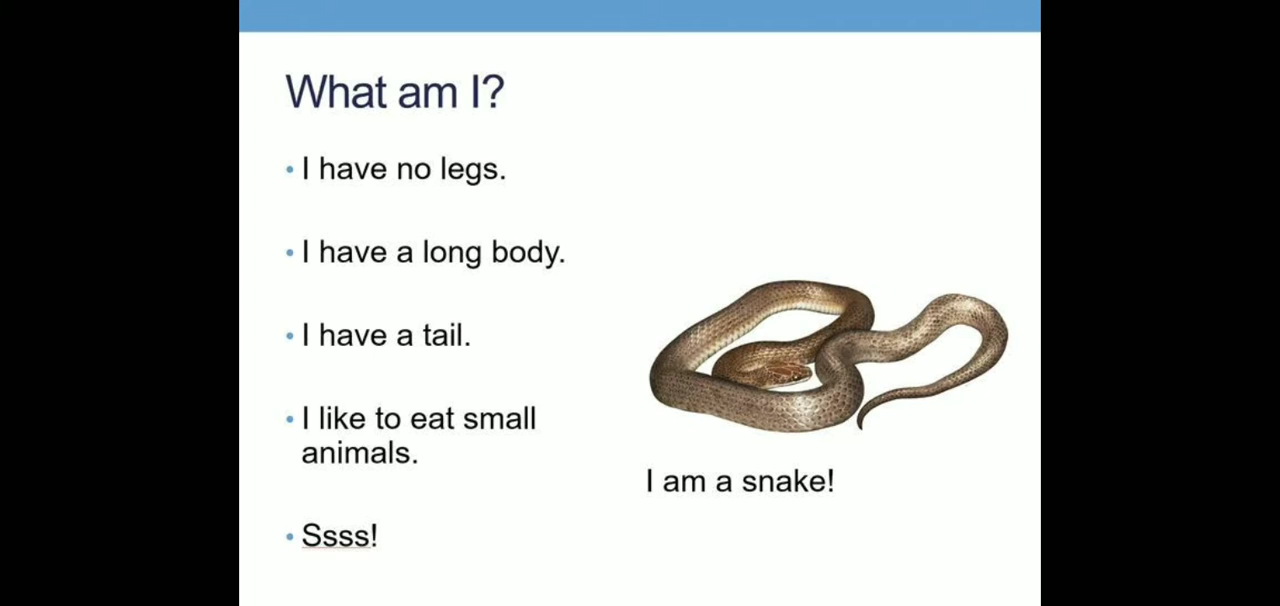 What am I?
• I have no legs.
• I have a long body.
• I have a tail.
• I like to eat small
animals.
I am a snake!
• Ssss!